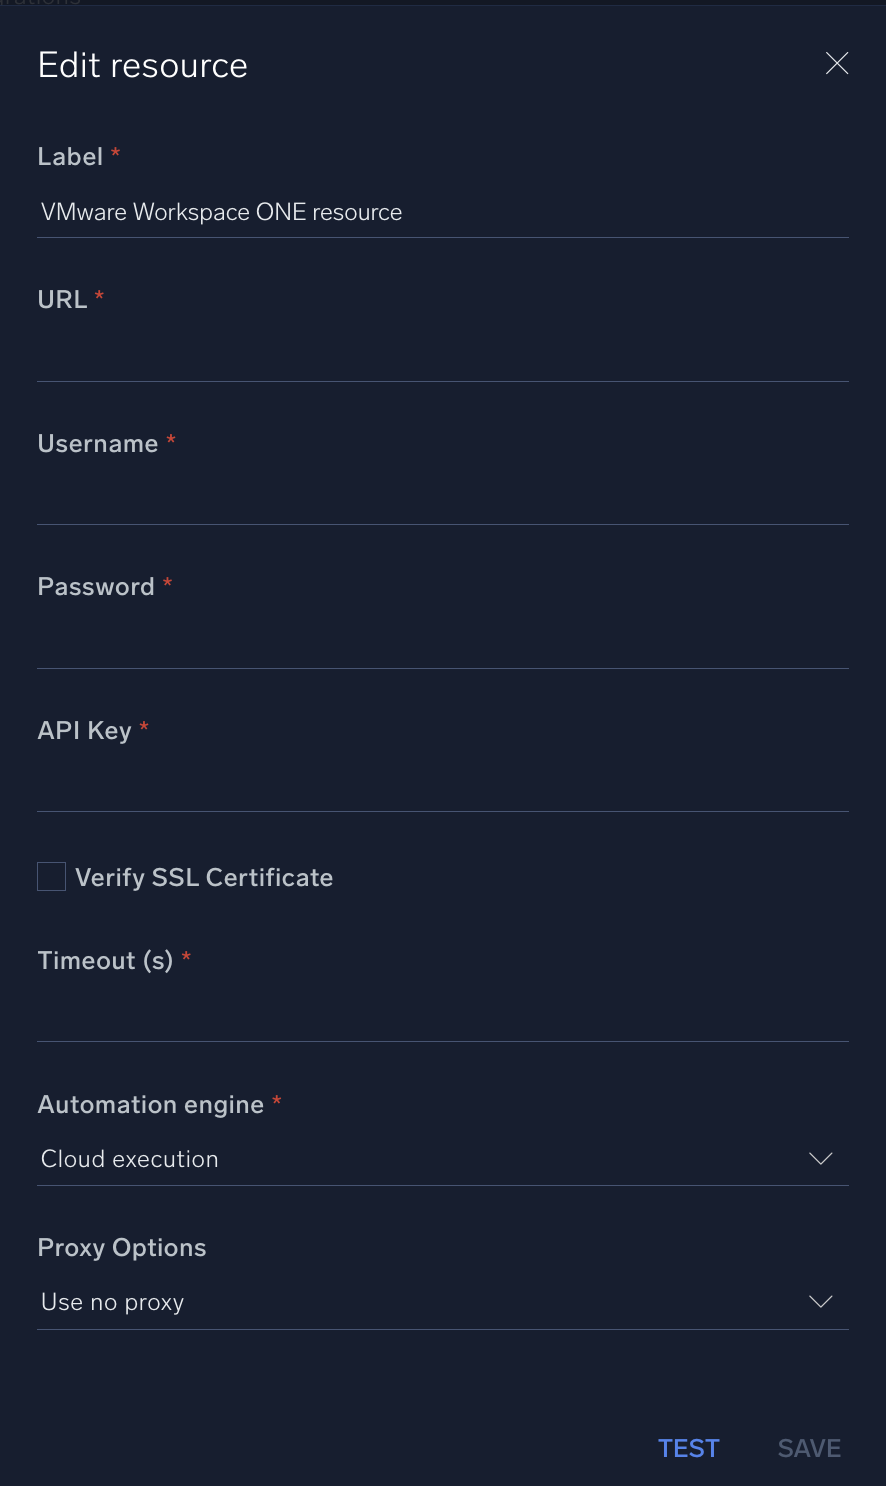 Edit resource
Label *
VMware Workspace ONE resource
URL *
Username *
Password *
API Key *
Verify SSL Certificate
Timeout (s) *
Automation engine *
Cloud execution
Proxy Options
Use no proxy
TEST SAVE